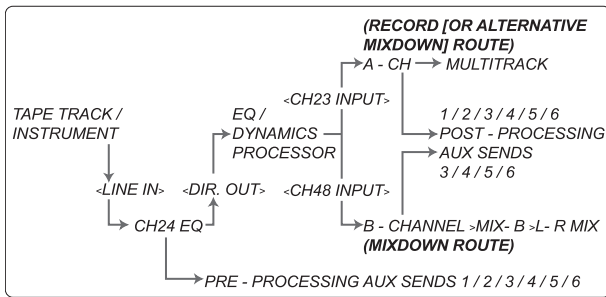 (RECORD [OR ALTERNATIVE
MIXDOWN] ROUTE)
A - CH
MULTITRACK
<CH23 INPUT>
TAPE TRACK /
INSTRUMENT
EQ /
DYNAMICS
PROCESSOR
1 / 2 / 3 / 4 / 5 / 6
POST - PROCESSING
AUX SENDS
3 / 4 / 5 / 6
<LINE IN>
<DIR. OUT>
<CH48 INPUT>
CH24 EQ
B - CHANNEL >MIX- B >L- R MIX
(MIXDOWN ROUTE)
PRE - PROCESSING AUX SENDS 1 / 2 / 3 / 4 / 5 / 6